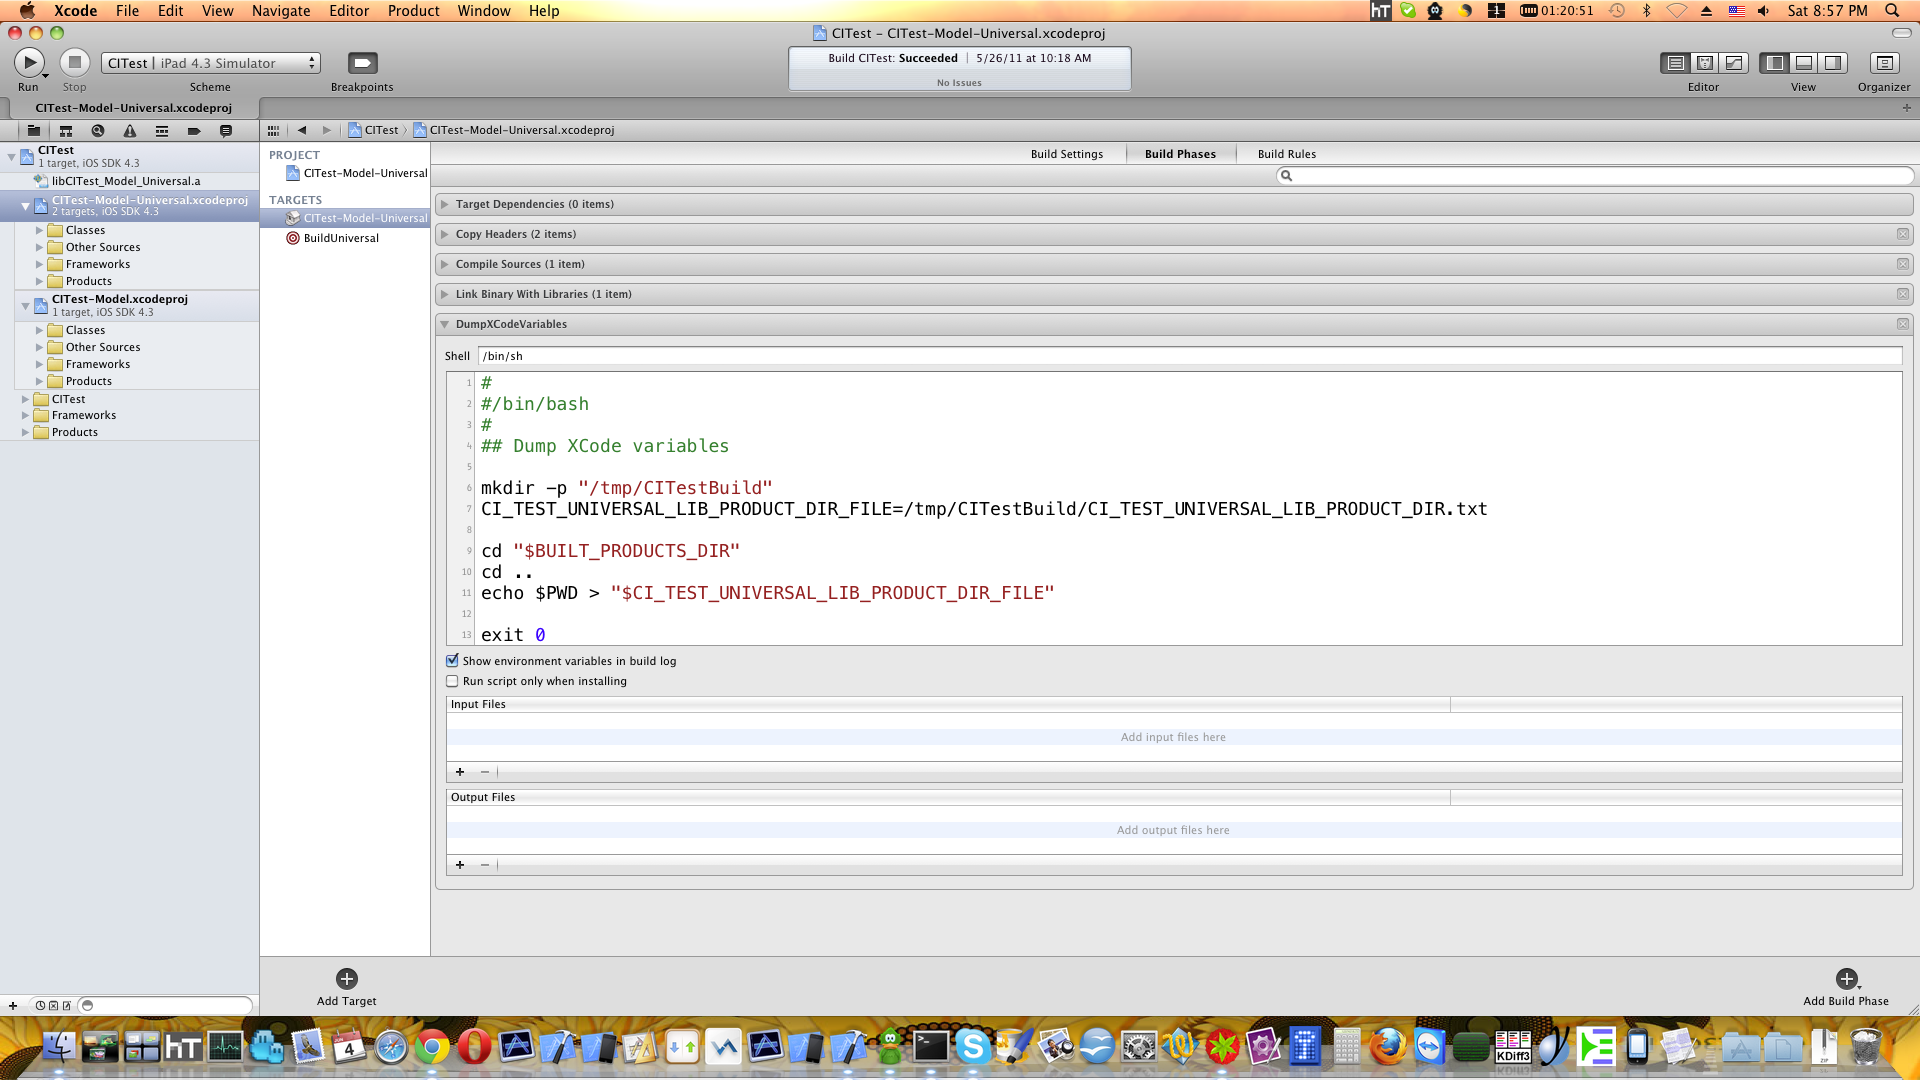 Xcode File Edit View Navigate Editor Product Window Help
hT 1 01:20:51 Sat 8:57 PM
CITest - CITest-Model-Universal.xcodeproj
CITest | iPad 4.3 Simulator
Build CITest: Succeeded | 5/26/11 at 10:18 AM
No Issues
Run Stop Scheme Breakpoints Editor View Organizer
CITest-Model-Universal.xcodeproj
CITest
1 target, iOS SDK 4.3
libCITest_Model_Universal.a
CITest-Model-Universal.xcodeproj
2 targets, iOS SDK 4.3
Classes
Other Sources
Frameworks
Products
CITest-Model.xcodeproj
1 target, iOS SDK 4.3
Classes
Other Sources
Frameworks
Products
CITest
Frameworks
Products
CITest CITest-Model-Universal.xcodeproj
PROJECT
CITest-Model-Universal
TARGETS
CITest-Model-Universal
BuildUniversal
Build Settings Build Phases Build Rules
Target Dependencies (0 items)
Copy Headers (2 items)
Compile Sources (1 item)
Link Binary With Libraries (1 item)
DumpXCodeVariables
Shell /bin/sh
1 #
2 #/bin/bash
3 #
4 ## Dump XCode variables
5
6 mkdir -p "/tmp/CITestBuild"
7 CI_TEST_UNIVERSAL_LIB_PRODUCT_DIR_FILE=/tmp/CITestBuild/CI_TEST_UNIVERSAL_LIB_PRODUCT_DIR.txt
8
9 cd "$BUILT_PRODUCTS_DIR"
10 cd ..
11 echo $PWD > "$CI_TEST_UNIVERSAL_LIB_PRODUCT_DIR_FILE"
12
13 exit 0
Show environment variables in build log
Run script only when installing
Input Files
Add input files here
+ −
Output Files
Add output files here
+ −
Add Target
Add Build Phase
hT
4
KDiff3
ZIP